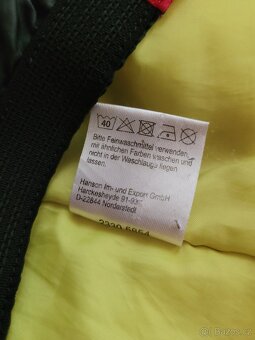 40
Bitte Feinwaschmittel verwenden,
mit ähnlichen Farben waschen und
nicht in der Waschlauge liegen
lassen.
Hanson Im- und Export GmbH
Harckesheyde 91-93
D-22844 Norderstedt